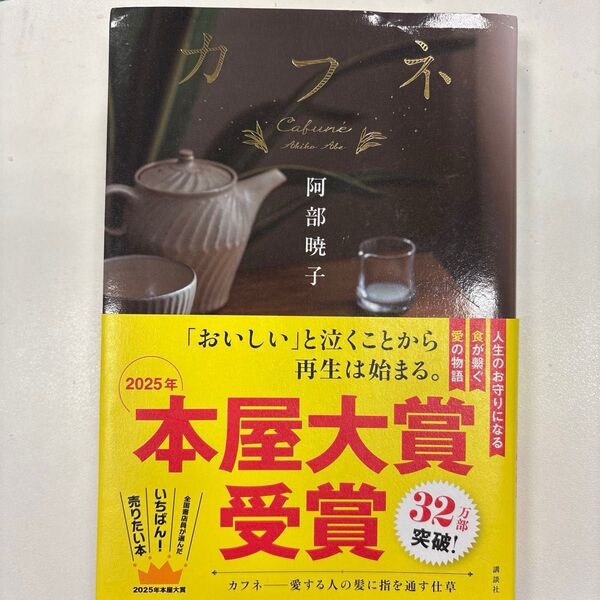 カフネ
Cafuné
Akiko Abe
阿部暁子
「おいしい」と泣くことから
再生は始まる。
人生のお守りになる
食が繋ぐ
愛の物語
2025年
本屋大賞
受賞
全国書店員が選んだ
いちばん!
売りたい本
2025年本屋大賞
32万部
突破!
カフネ――愛する人の髪に指を通す仕草
講談社